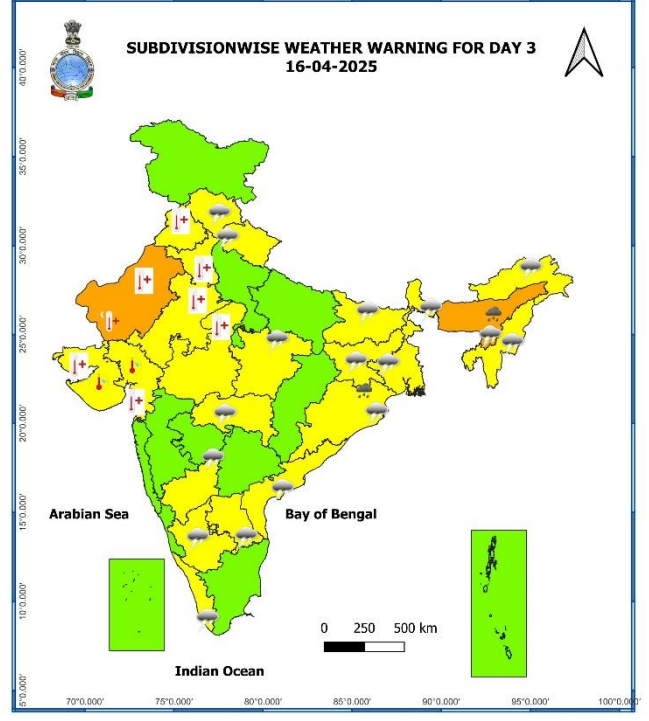 SUBDIVISIONWISE WEATHER WARNING FOR DAY 3
16-04-2025
40°0.000'
35°0.000'
30°0.000'
25°0.000'
20°0.000'
15°0.000'
10°0.000'
5°0.000'
Arabian Sea
Bay of Bengal
0 250 500 km
Indian Ocean
70°0.000' 75°0.000' 80°0.000' 85°0.000' 90°0.000' 95°0.000' 100°0.000'